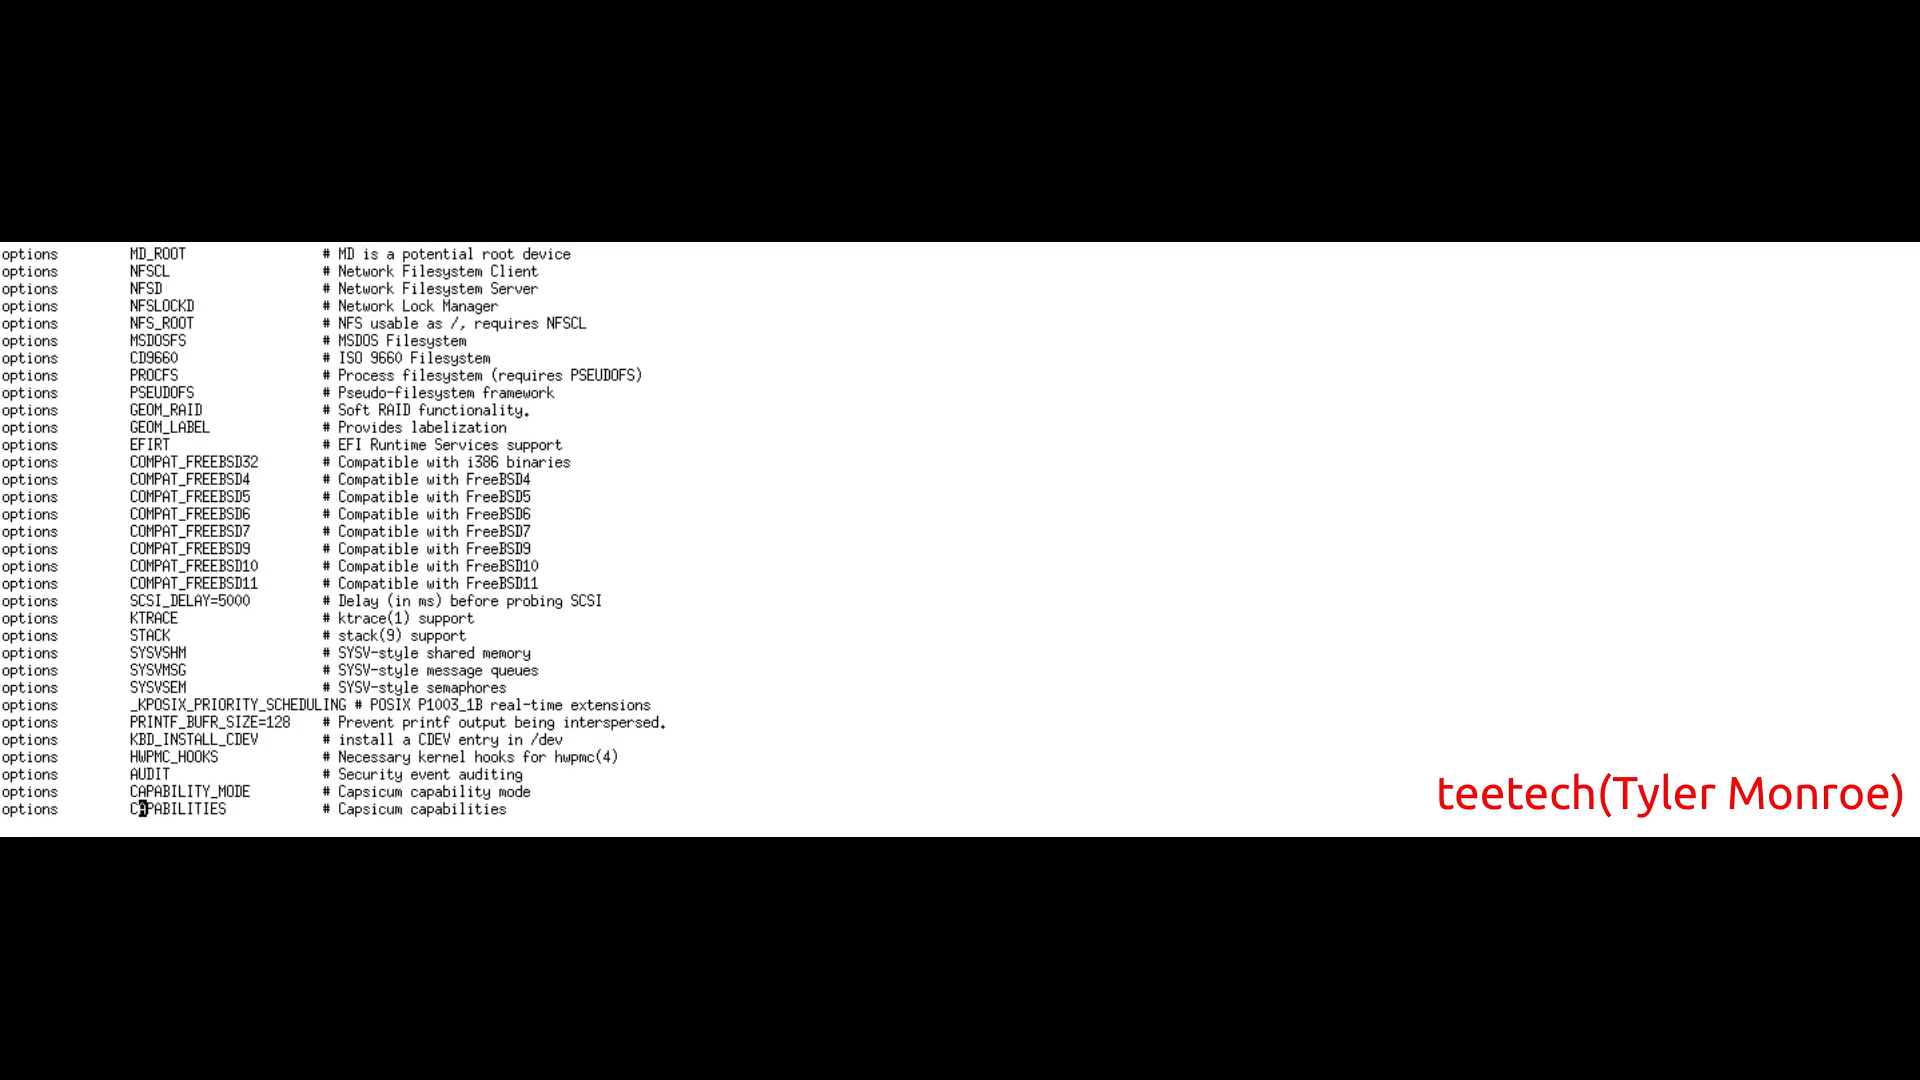 options MD_ROOT # MD is a potential root device
options NFSCL # Network Filesystem Client
options NFSD # Network Filesystem Server
options NFSLOCKD # Network Lock Manager
options NFS_ROOT # NFS usable as /, requires NFSCL
options MSDOSFS # MSDOS Filesystem
options CD9660 # ISO 9660 Filesystem
options PROCFS # Process filesystem (requires PSEUDOFS)
options PSEUDOFS # Pseudo-filesystem framework
options GEOM_RAID # Soft RAID functionality.
options GEOM_LABEL # Provides labelization
options EFIRT # EFI Runtime Services support
options COMPAT_FREEBSD32 # Compatible with i386 binaries
options COMPAT_FREEBSD4 # Compatible with FreeBSD4
options COMPAT_FREEBSD5 # Compatible with FreeBSD5
options COMPAT_FREEBSD6 # Compatible with FreeBSD6
options COMPAT_FREEBSD7 # Compatible with FreeBSD7
options COMPAT_FREEBSD9 # Compatible with FreeBSD9
options COMPAT_FREEBSD10 # Compatible with FreeBSD10
options COMPAT_FREEBSD11 # Compatible with FreeBSD11
options SCSI_DELAY=5000 # Delay (in ms) before probing SCSI
options KTRACE # ktrace(1) support
options STACK # stack(9) support
options SYSVSHM # SYSV-style shared memory
options SYSVMSG # SYSV-style message queues
options SYSVSEM # SYSV-style semaphores
options _KPOSIX_PRIORITY_SCHEDULING # POSIX P1003_1B real-time extensions
options PRINTF_BUFR_SIZE=128 # Prevent printf output being interspersed.
options KBD_INSTALL_CDEV # install a CDEV entry in /dev
options HWPMC_HOOKS # Necessary kernel hooks for hwpmc(4)
options AUDIT # Security event auditing
options CAPABILITY_MODE # Capsicum capability mode
options CAPABILITIES # Capsicum capabilities
teetech(Tyler Monroe)